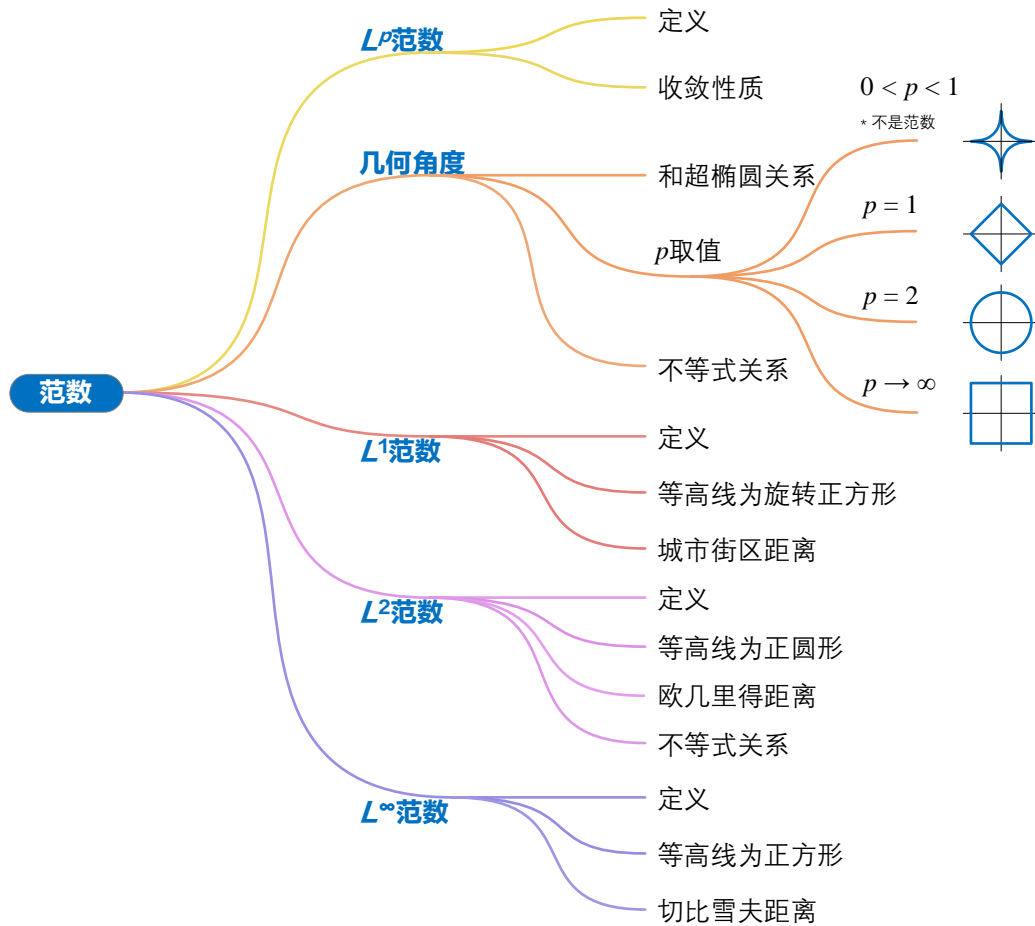 范数
Lᵖ范数
定义
收敛性质
几何角度
和超椭圆关系
p取值
0 < p < 1
* 不是范数
p = 1
p = 2
p → ∞
不等式关系
L¹范数
定义
等高线为旋转正方形
城市街区距离
L²范数
定义
等高线为正圆形
欧几里得距离
不等式关系
L∞范数
定义
等高线为正方形
切比雪夫距离